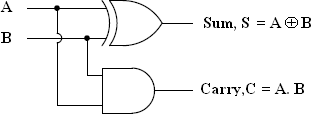 A
B
Sum, S = A ⊕ B
Carry,C = A. B